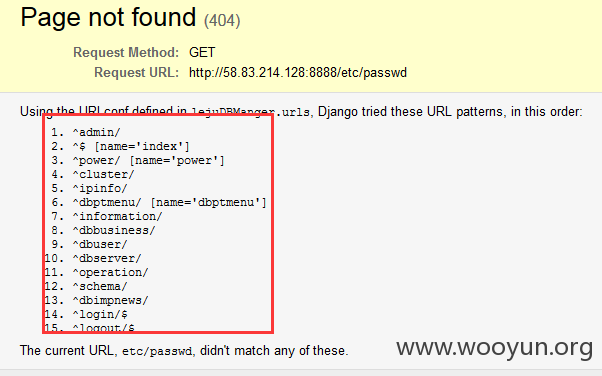 Page not found (404)
Request Method: GET
Request URL: http://58.83.214.128:8888/etc/passwd
Using the URLconf defined in lejuDBManger.urls, Django tried these URL patterns, in this order:
1. ^admin/
2. ^$ [name='index']
3. ^power/ [name='power']
4. ^cluster/
5. ^ipinfo/
6. ^dbptmenu/ [name='dbptmenu']
7. ^information/
8. ^dbbusiness/
9. ^dbuser/
10. ^dbserver/
11. ^operation/
12. ^schema/
13. ^dbimpnews/
14. ^login/$
15. ^logout/$
The current URL, etc/passwd, didn't match any of these.
www.wooyun.org